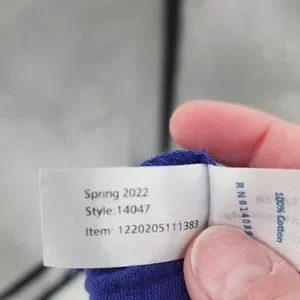 Spring 2022
Style:14047
Item: 1220205111383
100% Cotton